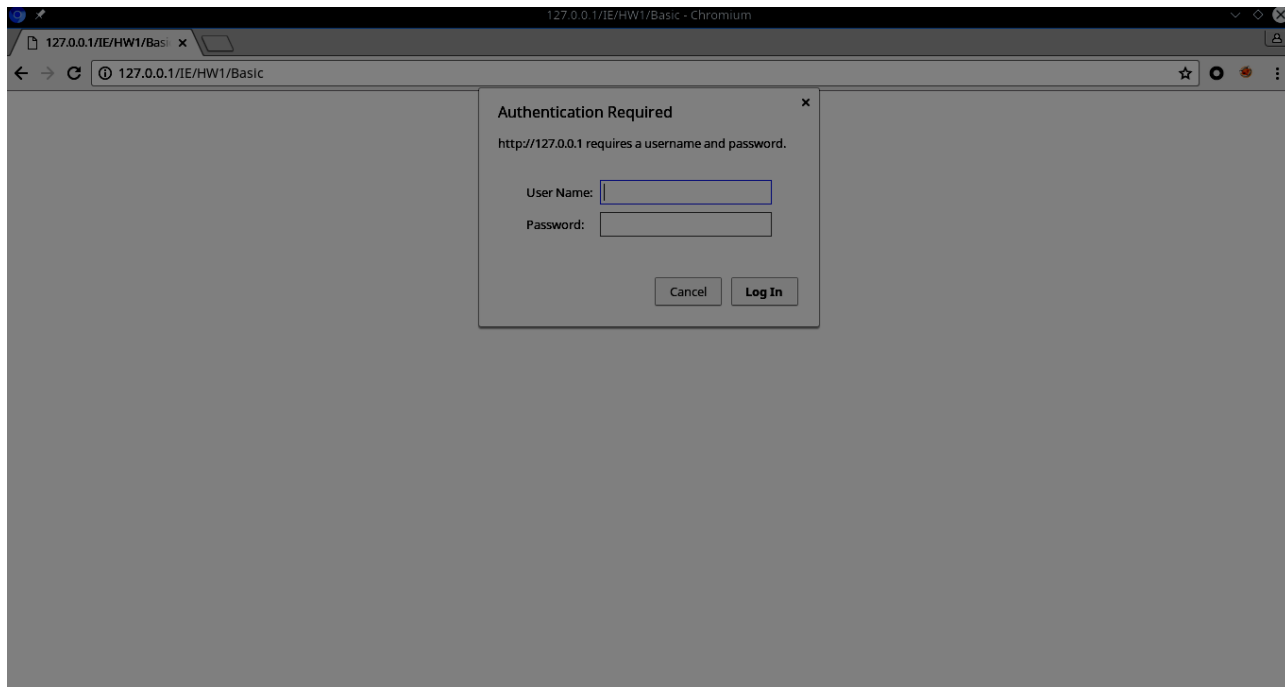 127.0.0.1/IE/HW1/Basic - Chromium
127.0.0.1/IE/HW1/Basi
127.0.0.1/IE/HW1/Basic
Authentication Required
http://127.0.0.1 requires a username and password.
User Name:
Password:
Cancel
Log In